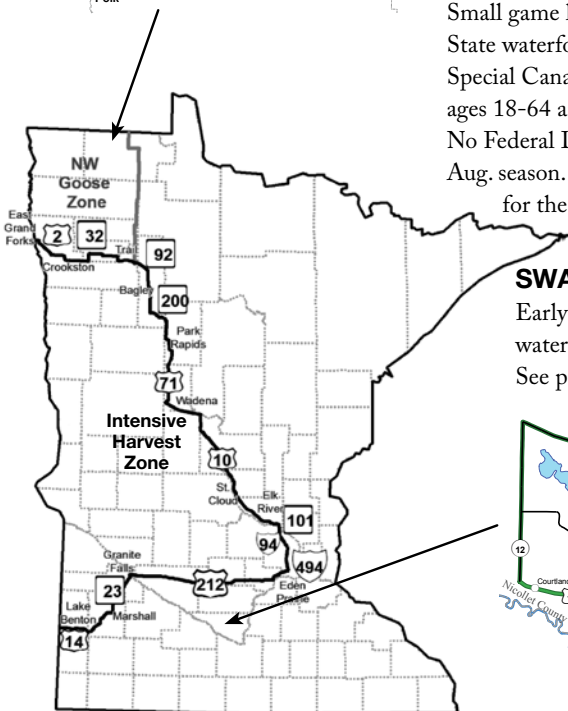 Small game l
State waterfo
Special Cana
ages 18-64 a
No Federal D
Aug. season.
for the
SWA
Early
water
See p
NW
Goose
Zone
East
Grand
Forks
2
32
Trail
92
Crookston
Bagley
200
Park
Rapids
71
Wadena
Intensive
Harvest
Zone
10
St.
Cloud
Elk
River
101
94
494
Granite
Falls
212
Eden
Prairie
23
Lake
Benton
Marshall
14
12
Courtlan
Nicollet County